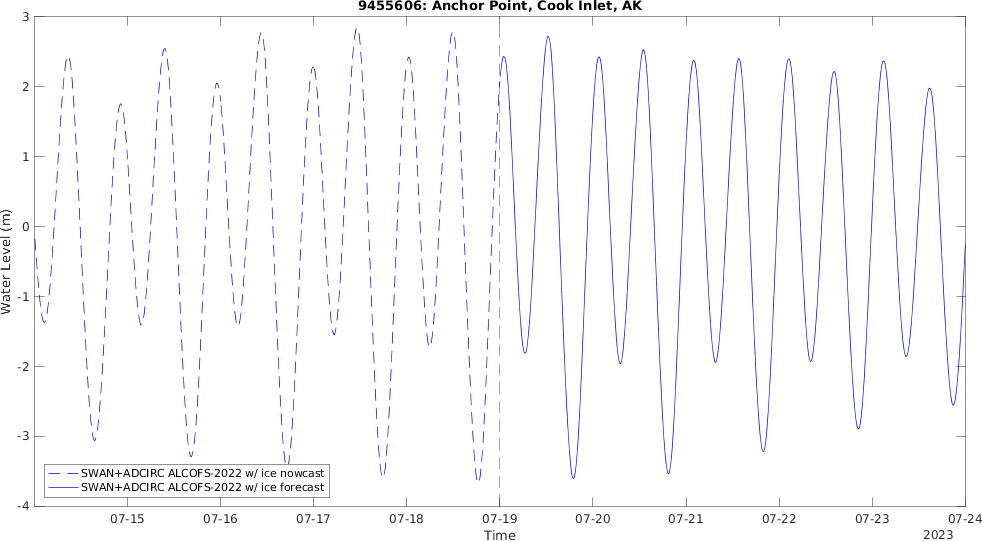 9455606: Anchor Point, Cook Inlet, AK
Water Level (m)
3
2
1
0
-1
-2
-3
-4
SWAN+ADCIRC ALCOFS-2022 w/ ice nowcast
SWAN+ADCIRC ALCOFS-2022 w/ ice forecast
07-15 07-16 07-17 07-18 07-19 07-20 07-21 07-22 07-23 07-24
Time
2023